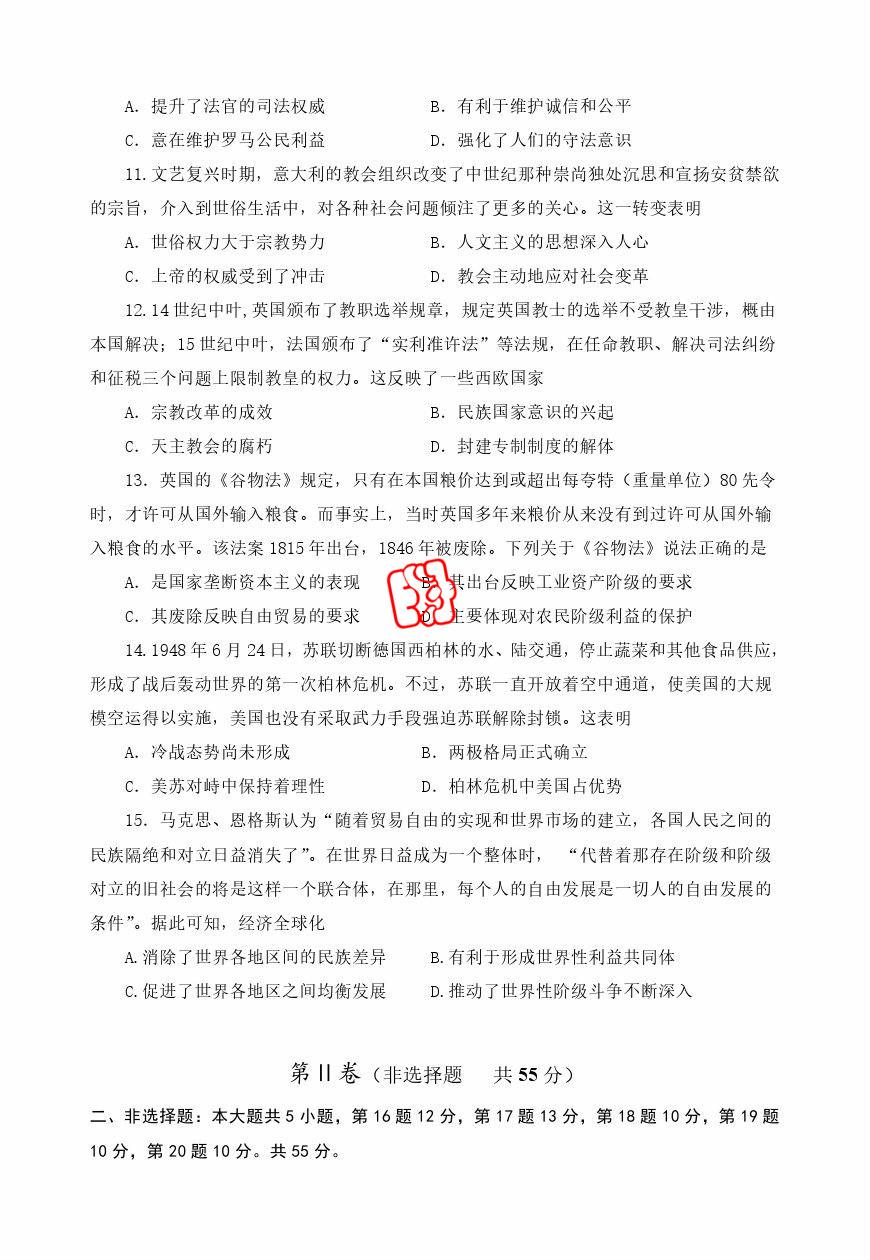 A. 提升了法官的司法权威 B. 有利于维护诚信和公平
C. 意在维护罗马公民利益 D. 强化了人们的守法意识
11. 文艺复兴时期，意大利的教会组织改变了中世纪那种崇尚独处沉思和宣扬安贫禁欲
的宗旨，介入到世俗生活中，对各种社会问题倾注了更多的关心。这一转变表明
A. 世俗权力大于宗教势力 B. 人文主义的思想深入人心
C. 上帝的权威受到了冲击 D. 教会主动地应对社会变革
12. 14 世纪中叶，英国颁布了教职选举规章，规定英国教士的选举不受教皇干涉，概由
本国解决；15 世纪中叶，法国颁布了“实利准许法”等法规，在任命教职、解决司法纠纷
和征税三个问题上限制教皇的权力。这反映了一些西欧国家
A. 宗教改革的成效 B. 民族国家意识的兴起
C. 天主教会的腐朽 D. 封建专制制度的解体
13. 英国的《谷物法》规定，只有在本国粮价达到或超出每夸特（重量单位）80 先令
时，才许可从国外输入粮食。而事实上，当时英国多年来粮价从来没有到过许可从国外输
入粮食的水平。该法案 1815 年出台，1846 年被废除。下列关于《谷物法》说法正确的是
A. 是国家垄断资本主义的表现 B. 其出台反映工业资产阶级的要求
C. 其废除反映自由贸易的要求 D. 主要体现对农民阶级利益的保护
14. 1948 年 6 月 24 日，苏联切断德国西柏林的水、陆交通，停止蔬菜和其他食品供应，
形成了战后轰动世界的第一次柏林危机。不过，苏联一直开放着空中通道，使美国的大规
模空运得以实施，美国也没有采取武力手段强迫苏联解除封锁。这表明
A. 冷战态势尚未形成 B. 两极格局正式确立
C. 美苏对峙中保持着理性 D. 柏林危机中美国占优势
15. 马克思、恩格斯认为“随着贸易自由的实现和世界市场的建立，各国人民之间的
民族隔绝和对立日益消失了”。在世界日益成为一个整体时， “代替着那存在阶级和阶级
对立的旧社会的将是这样一个联合体，在那里，每个人的自由发展是一切人的自由发展的
条件”。据此可知，经济全球化
A.消除了世界各地区间的民族差异 B.有利于形成世界性利益共同体
C.促进了世界各地区之间均衡发展 D.推动了世界性阶级斗争不断深入
第 II 卷（非选择题 共 55 分）
二、非选择题：本大题共 5 小题，第 16 题 12 分，第 17 题 13 分，第 18 题 10 分，第 19 题
10 分，第 20 题 10 分。共 55 分。